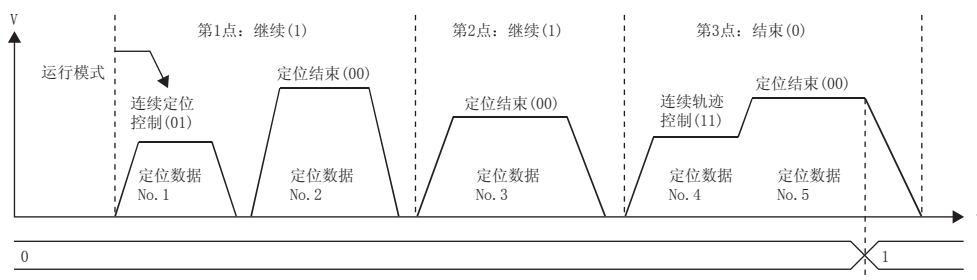 V
第1点：继续(1)
第2点：继续(1)
第3点：结束(0)
运行模式
定位结束(00)
连续定位
控制(01)
定位结束(00)
连续轨迹
控制(11)
定位结束(00)
定位数据
No.1
定位数据
No.2
定位数据
No.3
定位数据
No.4
定位数据
No.5
0
1